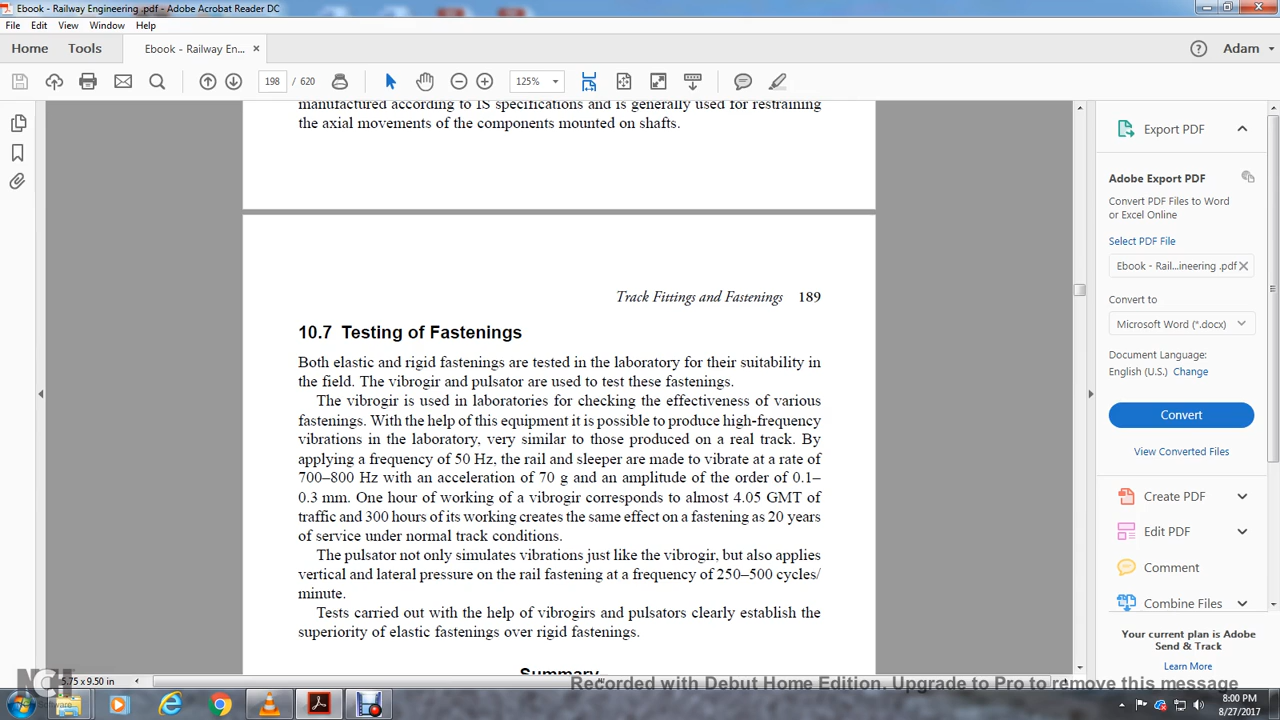 Ebook - Railway Engineering .pdf - Adobe Acrobat Reader DC
File Edit View Window Help
Home Tools Ebook - Railway En... × Adam
198 / 620 125%
manufactured according to IS specifications and is generally used for restraining
the axial movements of the components mounted on shafts.
Track Fittings and Fastenings 189
10.7 Testing of Fastenings
Both elastic and rigid fastenings are tested in the laboratory for their suitability in
the field. The vibrogir and pulsator are used to test these fastenings.
The vibrogir is used in laboratories for checking the effectiveness of various
fastenings. With the help of this equipment it is possible to produce high-frequency
vibrations in the laboratory, very similar to those produced on a real track. By
applying a frequency of 50 Hz, the rail and sleeper are made to vibrate at a rate of
700–800 Hz with an acceleration of 70 g and an amplitude of the order of 0.1–
0.3 mm. One hour of working of a vibrogir corresponds to almost 4.05 GMT of
traffic and 300 hours of its working creates the same effect on a fastening as 20 years
of service under normal track conditions.
The pulsator not only simulates vibrations just like the vibrogir, but also applies
vertical and lateral pressure on the rail fastening at a frequency of 250–500 cycles/
minute.
Tests carried out with the help of vibrogirs and pulsators clearly establish the
superiority of elastic fastenings over rigid fastenings.
Summary
5.75 x 9.50 in
Export PDF
Adobe Export PDF
Convert PDF Files to Word
or Excel Online
Select PDF File
Ebook - Rail...ineering .pdf ×
Convert to
Microsoft Word (*.docx)
Document Language:
English (U.S.) Change
Convert
View Converted Files
Create PDF
Edit PDF
Comment
Combine Files
Your current plan is Adobe
Send & Track
Learn More
Recorded with Debut Home Edition. Upgrade to Pro to remove this message
8:00 PM
8/27/2017